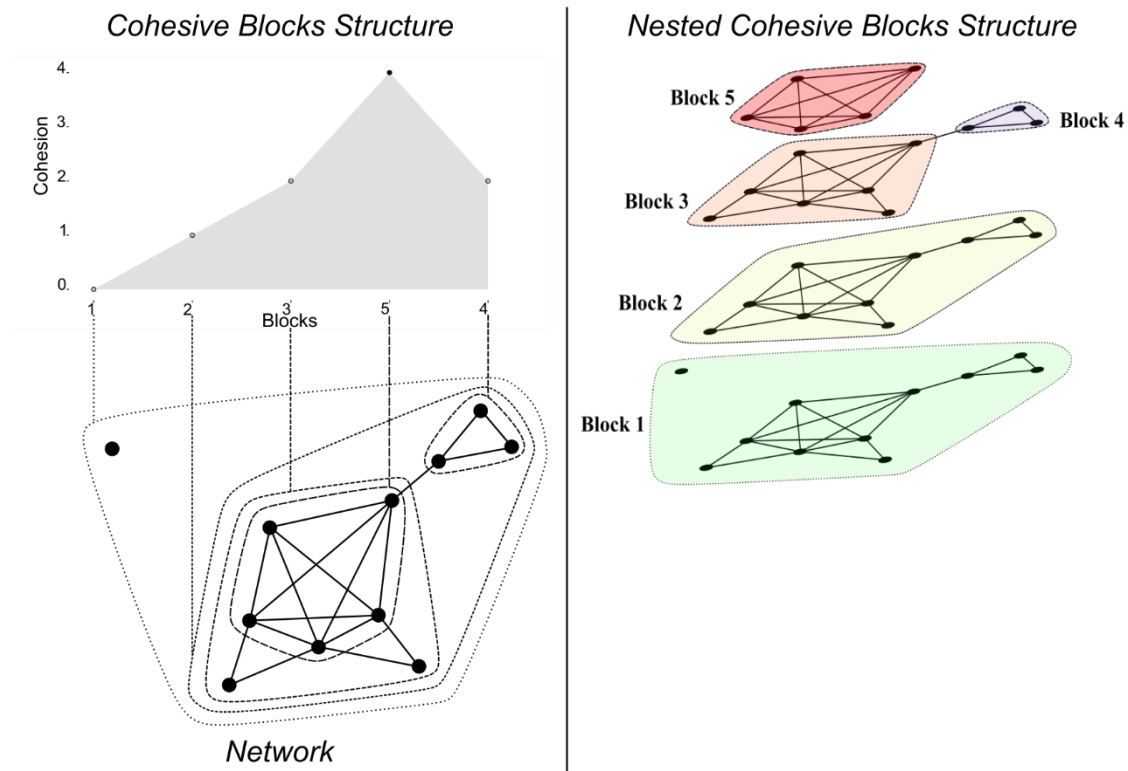 Cohesive Blocks Structure
4.
3.
2.
1.
0.
Cohesion
1
2
3
5
4
Blocks
Network
Nested Cohesive Blocks Structure
Block 5
Block 4
Block 3
Block 2
Block 1